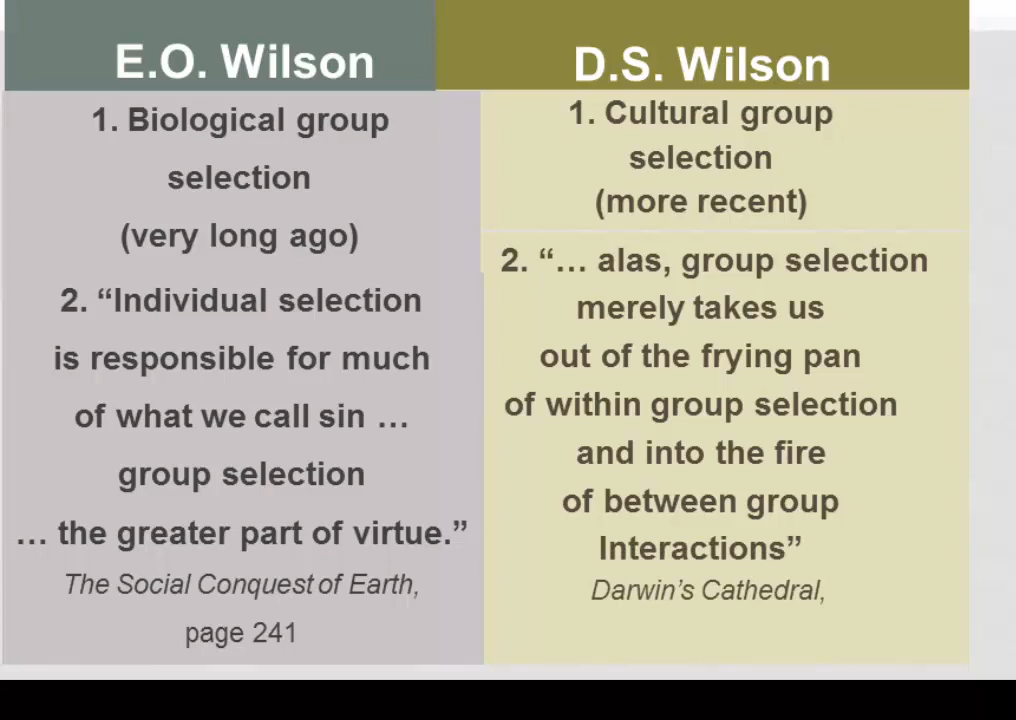 E.O. Wilson
1. Biological group
selection
(very long ago)
2. “Individual selection
is responsible for much
of what we call sin …
group selection
… the greater part of virtue.”
The Social Conquest of Earth,
page 241
D.S. Wilson
1. Cultural group
selection
(more recent)
2. “… alas, group selection
merely takes us
out of the frying pan
of within group selection
and into the fire
of between group
Interactions”
Darwin’s Cathedral,